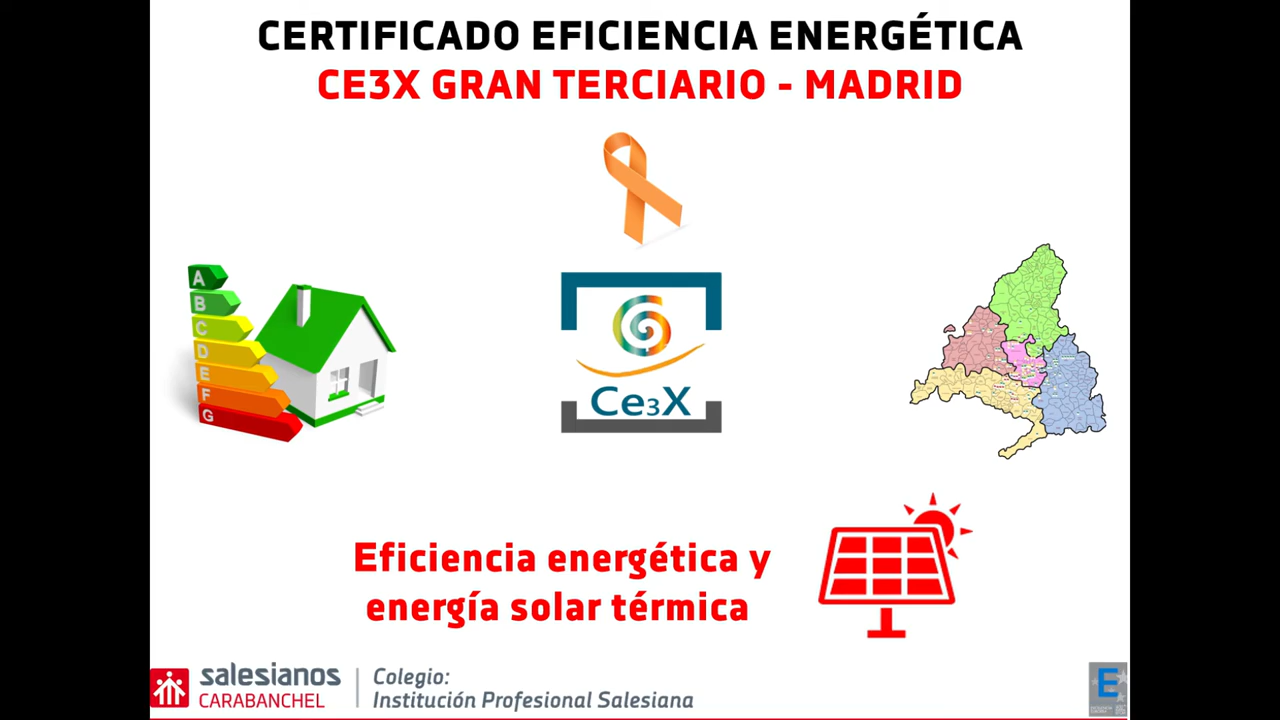 CERTIFICADO EFICIENCIA ENERGÉTICA
CE3X GRAN TERCIARIO - MADRID
A
B
C
D
E
F
G
Ce3X
Eficiencia energética y
energía solar térmica
salesianos
CARABANCHEL
Colegio:
Institución Profesional Salesiana
E